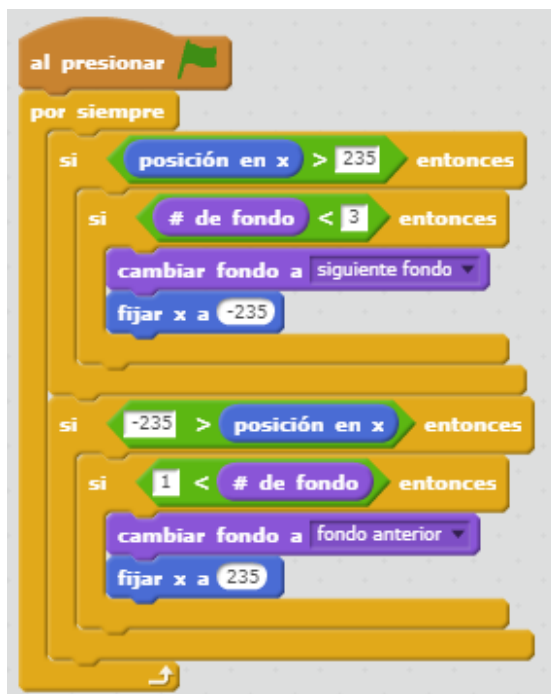 al presionar
por siempre
si posición en x > 235 entonces
si # de fondo < 3 entonces
cambiar fondo a siguiente fondo
fijar x a -235
si -235 > posición en x entonces
si 1 < # de fondo entonces
cambiar fondo a fondo anterior
fijar x a 235